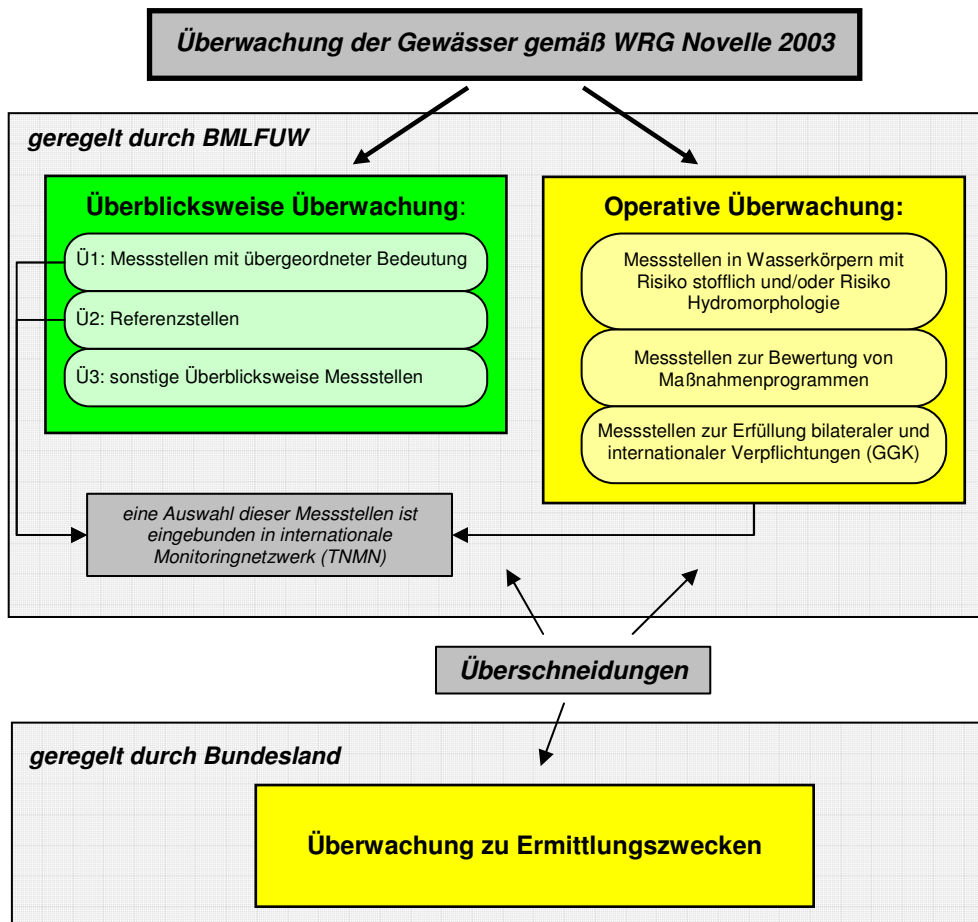 Überwachung der Gewässer gemäß WRG Novelle 2003
geregelt durch BMLFUW
Überblicksweise Überwachung:
Ü1: Messstellen mit übergeordneter Bedeutung
Ü2: Referenzstellen
Ü3: sonstige Überblicksweise Messstellen
Operative Überwachung:
Messstellen in Wasserkörpern mit
Risiko stofflich und/oder Risiko
Hydromorphologie
Messstellen zur Bewertung von
Maßnahmenprogrammen
Messstellen zur Erfüllung bilateraler und
internationaler Verpflichtungen (GGK)
eine Auswahl dieser Messstellen ist
eingebunden in internationale
Monitoringnetzwerk (TNMN)
Überschneidungen
geregelt durch Bundesland
Überwachung zu Ermittlungszwecken